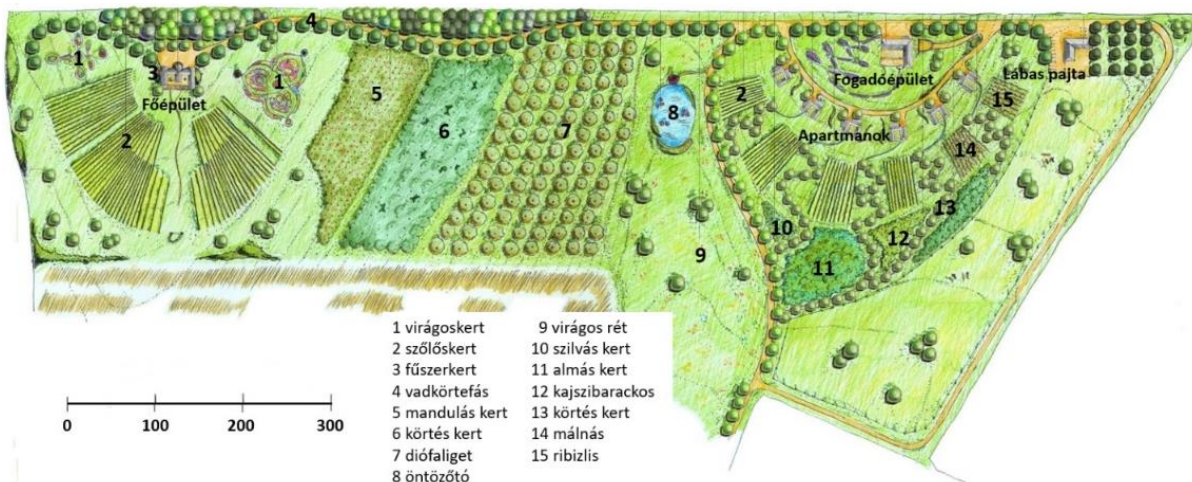 4
1
3
1
Főépület
2
5
6
7
8
2
Fogadóépület
Lábas pajta
15
Apartmanok
14
13
10
12
9
11
0 100 200 300
1 virágoskert
2 szőlőskert
3 fűszerkert
4 vadkörtefás
5 mandulás kert
6 körtés kert
7 diófaliget
8 öntözőtó
9 virágos rét
10 szilvás kert
11 almás kert
12 kajszibarackos
13 körtés kert
14 málnás
15 ribizlis